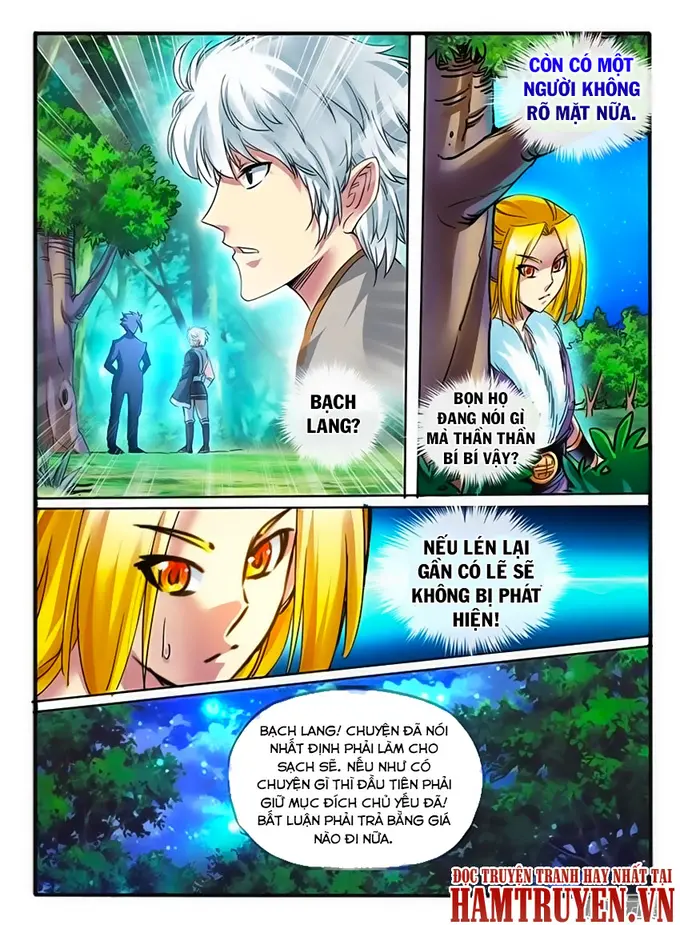 BẠCH
LANG?
CÒN CÓ MỘT
NGƯỜI KHÔNG
RÕ MẶT NỮA.
BỌN HỌ
ĐANG NÓI GÌ
MÀ THẦN THẦN
BÍ BÍ VẬY?
NẾU LÉN LẠI
GẦN CÓ LẼ SẼ
KHÔNG BỊ PHÁT
HIỆN!
BẠCH LANG! CHUYỆN ĐÃ NÓI
NHẤT ĐỊNH PHẢI LÀM CHO
SẠCH SẼ. NẾU NHƯ CÓ
CHUYỆN GÌ THÌ ĐẦU TIÊN PHẢI
GIỮ MỤC ĐÍCH CHỦ YẾU ĐÃ!
BẤT LUẬN PHẢI TRẢ BẰNG GIÁ
NÀO ĐI NỮA.
ĐỌC TRUYỆN TRANH HAY NHẤT TẠI
HAMTRUYEN.VN